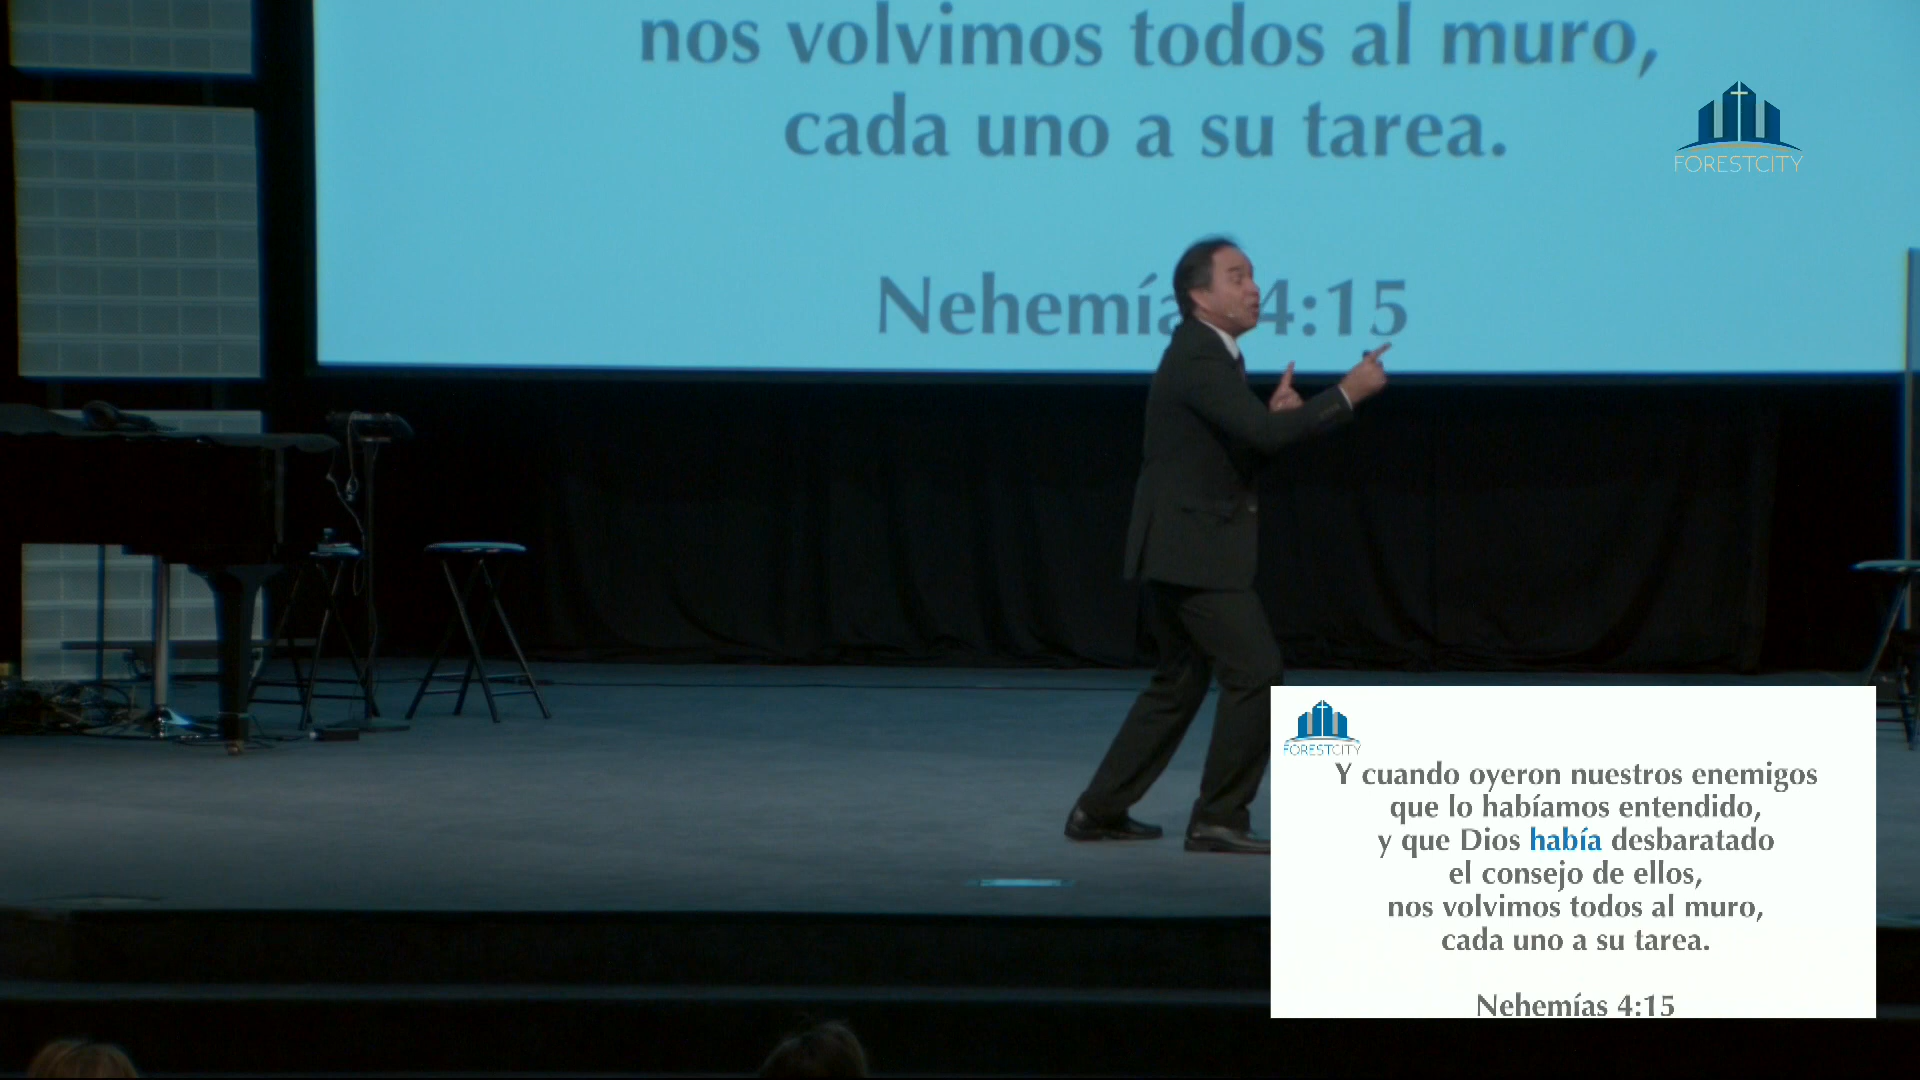 nos volvimos todos al muro,
cada uno a su tarea.
Nehemías 4:15
FORESTCITY
FORESTCITY
Y cuando oyeron nuestros enemigos
que lo habíamos entendido,
y que Dios había desbaratado
el consejo de ellos,
nos volvimos todos al muro,
cada uno a su tarea.
Nehemías 4:15